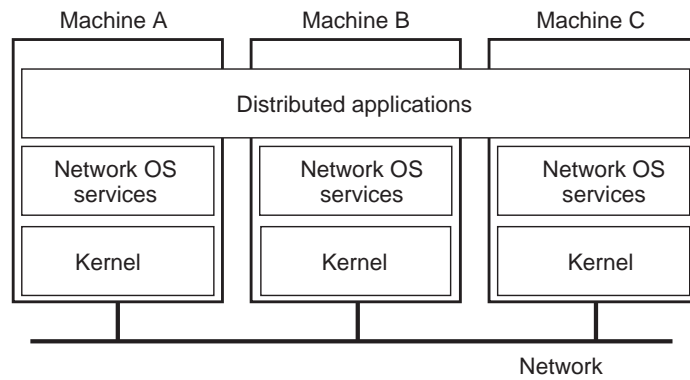 Machine A
Machine B
Machine C
Distributed applications
Network OS
services
Network OS
services
Network OS
services
Kernel
Kernel
Kernel
Network